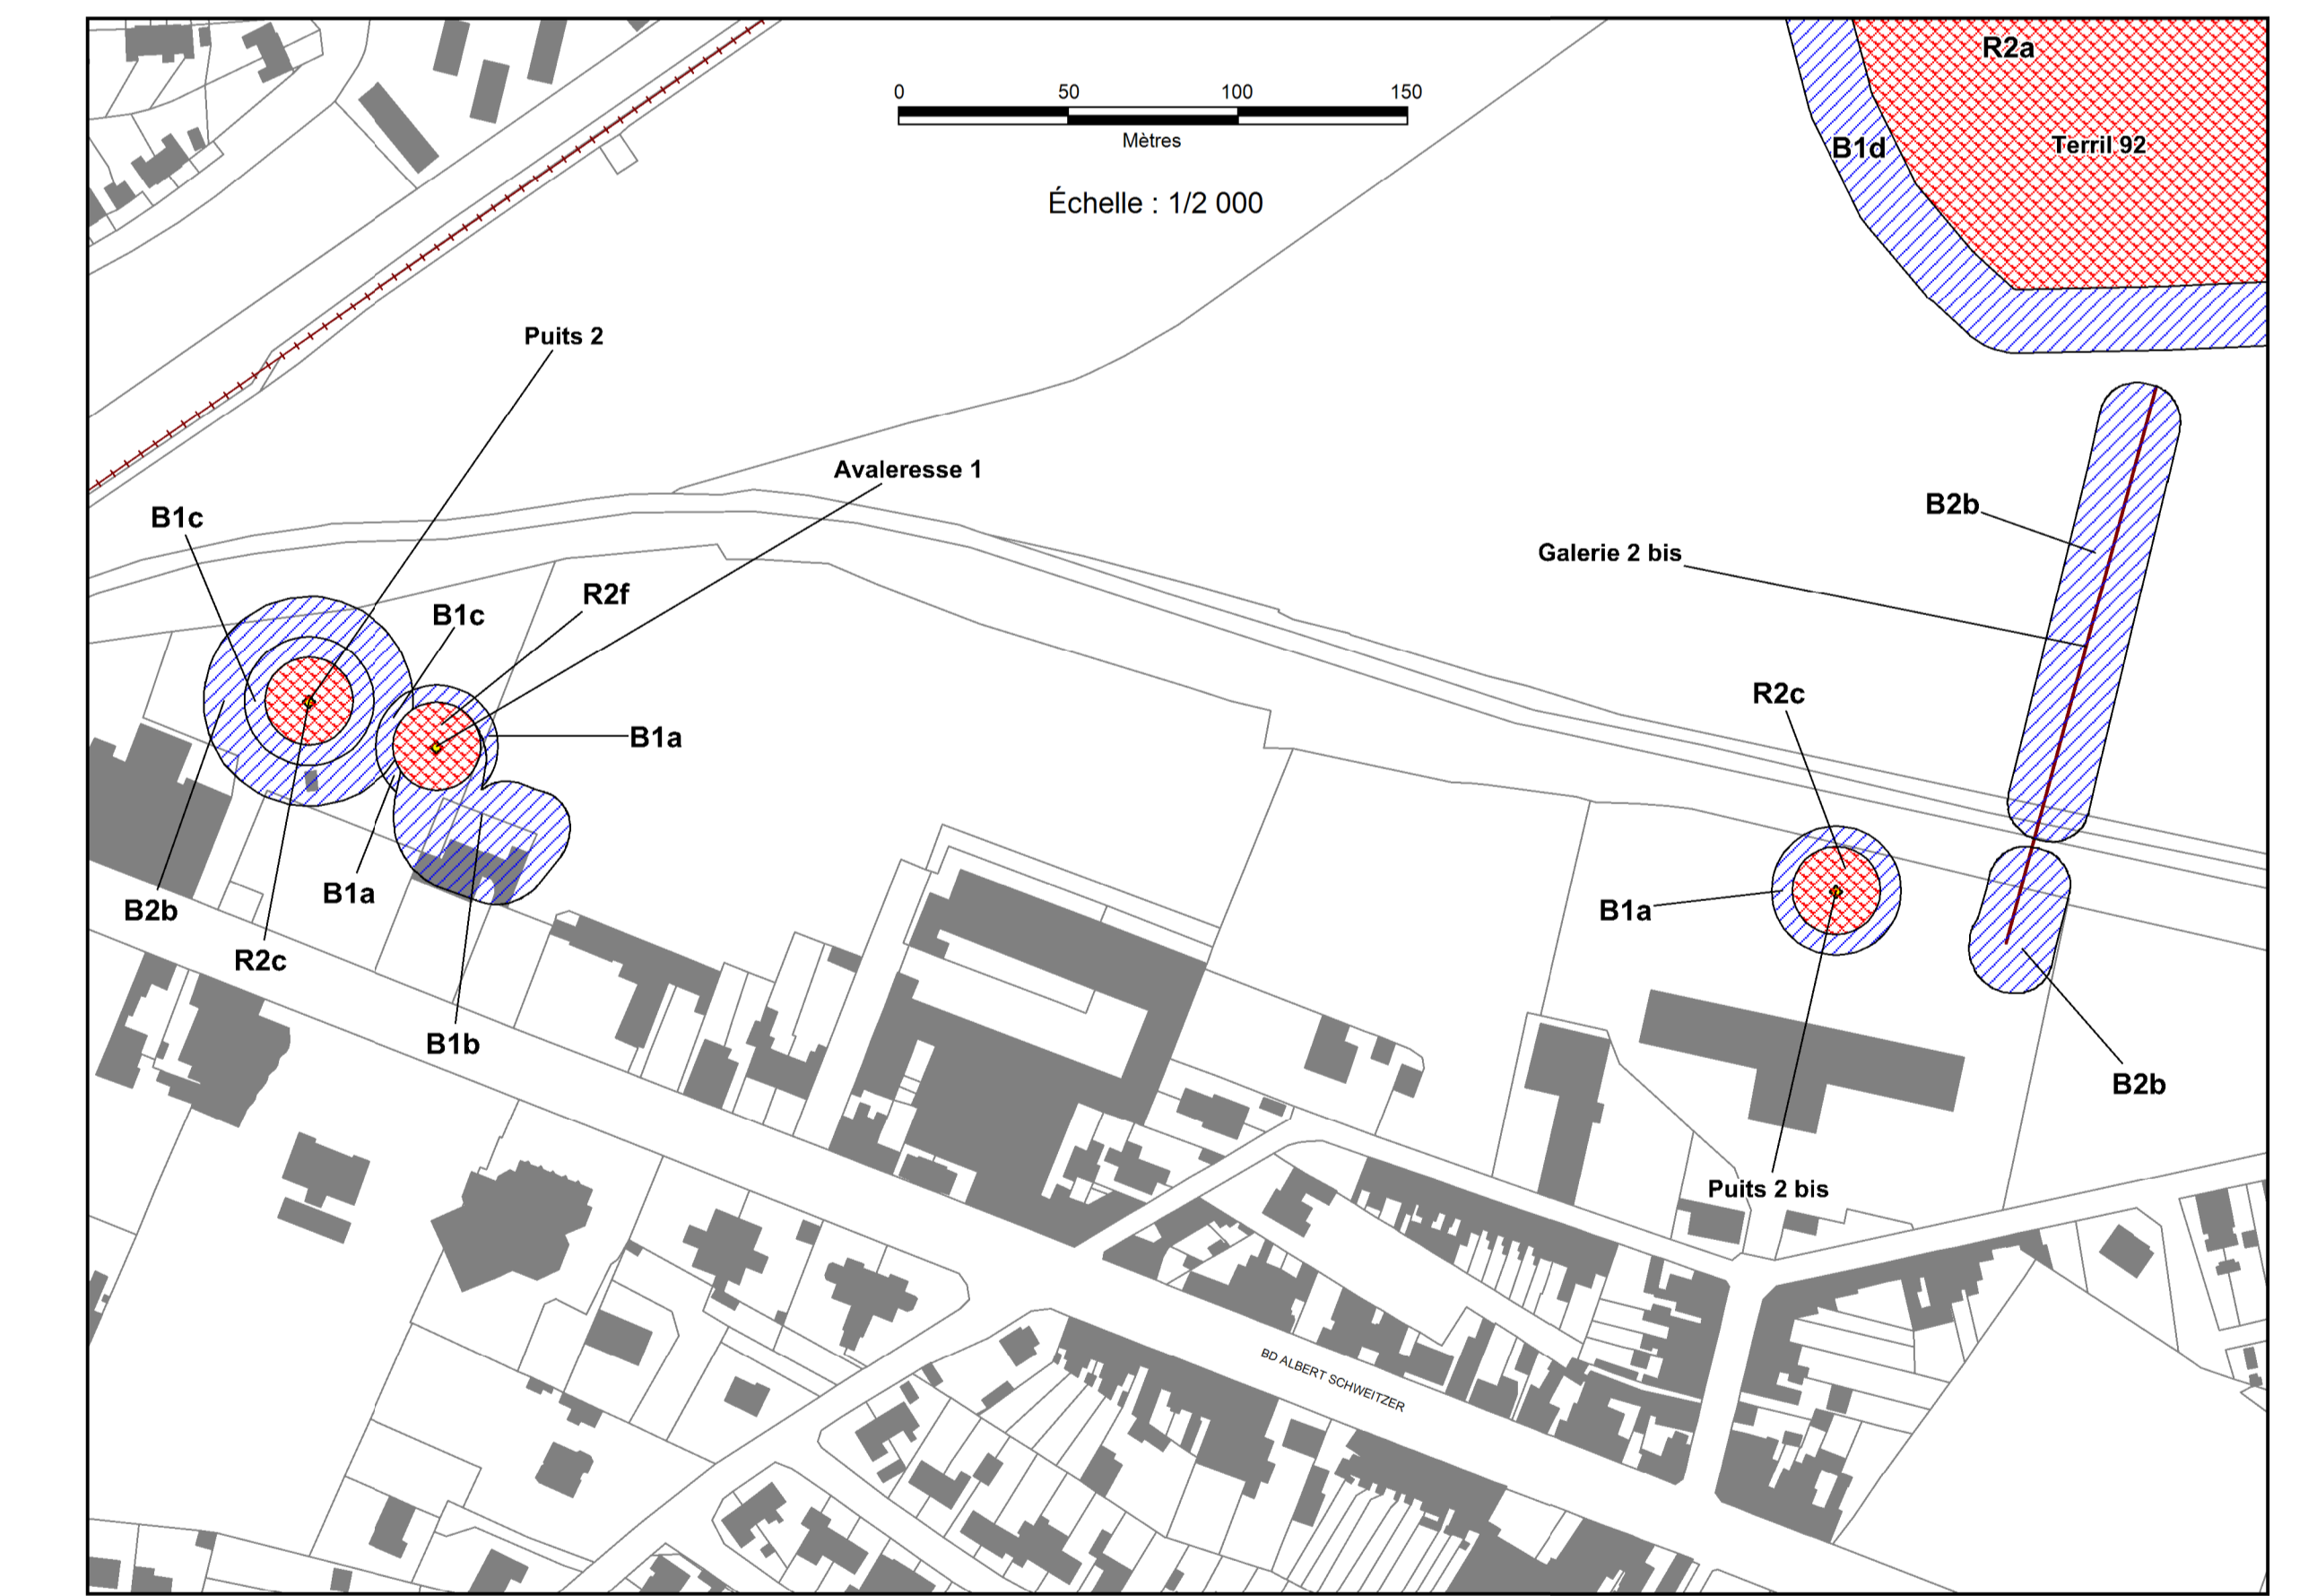 R2a
0 50 100 150
Mètres
B1d
Terril 92
Échelle : 1/2 000
Puits 2
Avaleresse 1
B2b
B1c
Galerie 2 bis
R2f
B1c
R2c
B1a
B1a
B2b
B1a
R2c
B1b
B2b
Puits 2 bis
BD ALBERT SCHWEITZER